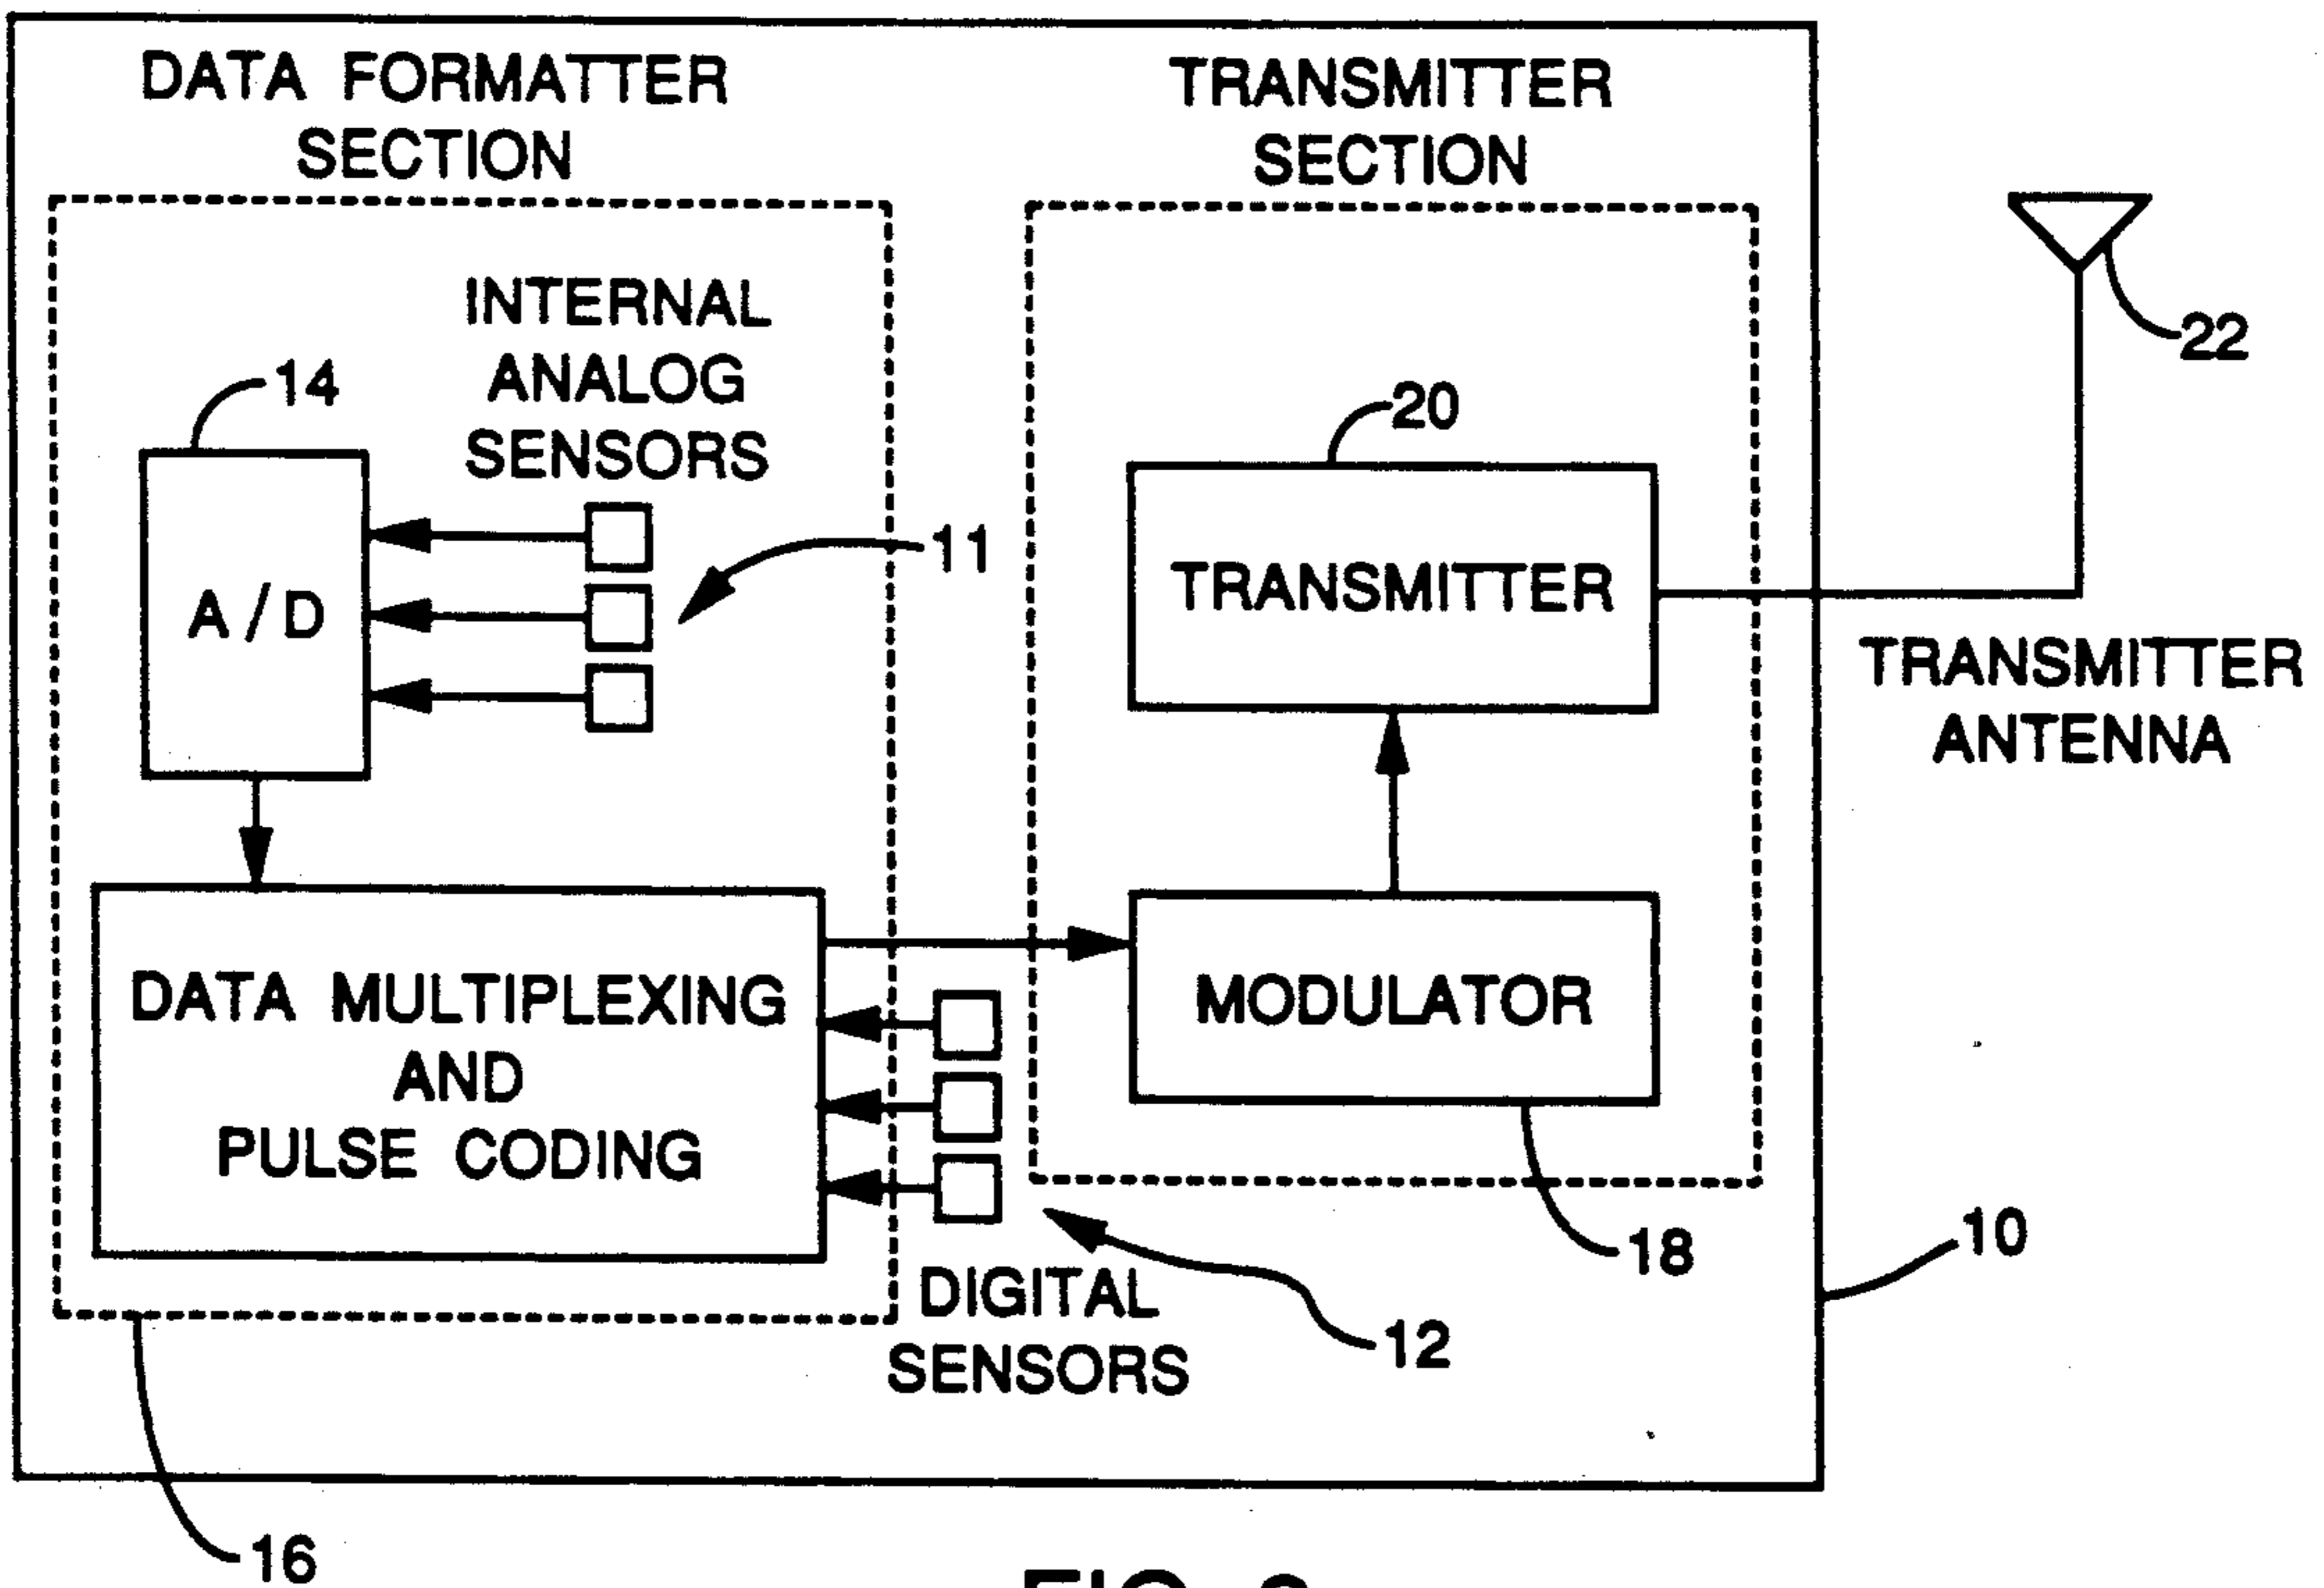 DATA FORMATTER
SECTION
TRANSMITTER
SECTION
INTERNAL
ANALOG
SENSORS
14
22
20
11
A/D
TRANSMITTER
TRANSMITTER
ANTENNA
DATA MULTIPLEXING
AND
PULSE CODING
MODULATOR
18
10
DIGITAL
SENSORS
12
16